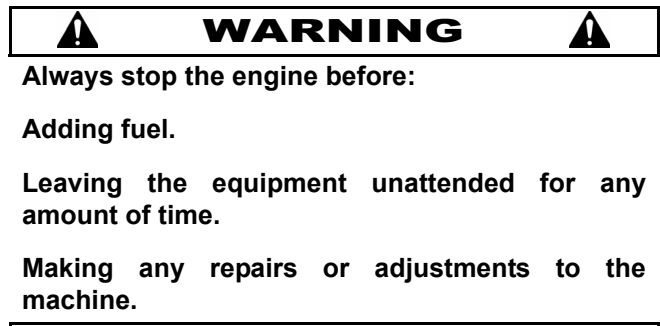 WARNING
Always stop the engine before:
Adding fuel.
Leaving the equipment unattended for any
amount of time.
Making any repairs or adjustments to the
machine.